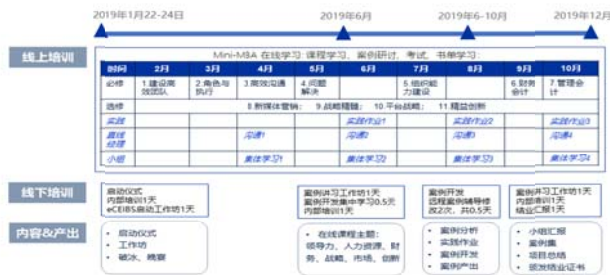 2019年1月22-24日
2019年6月
2019年6-10月
2019年12月
线上培训
Mini-MBA 在线学习:课程学习、案例研讨、考试、书单学习;
时间 2月 3月 4月 5月 6月 7月 8月 9月 10月
必修 1.建设高效团队 2.角色与执行 3.高效沟通 4.问题解决 5.组织能力建设 6.财务会计 7.管理会计
选修 8.新媒体营销; 9.战略精髓; 10.平台战略; 11.精益创新
实践 实践作业1 实践作业2 实践作业3
直线经理 沟通1 沟通2 沟通3 沟通4
小组 集体学习1 集体学习2 集体学习3 集体学习4
线下培训
启动仪式
内部培训1天
eCEIBS启动工作坊1天
案例讲习工作坊1天
案例开发集中学习0.5天
内部培训1天
案例开发
远程案例辅导修改2次,共0.5天
案例讲习工作坊1天
内部培训1天
结业汇报1天
内容&产出
• 启动仪式
• 工作坊
• 破冰、晚宴
• 在线课程主题:
领导力、人力资源、财务、战略、市场、创新
• 案例分析
• 实践作业
• 案例开发
• 案例产出
• 小组汇报
• 案例集
• 项目总结
• 颁发结业证书